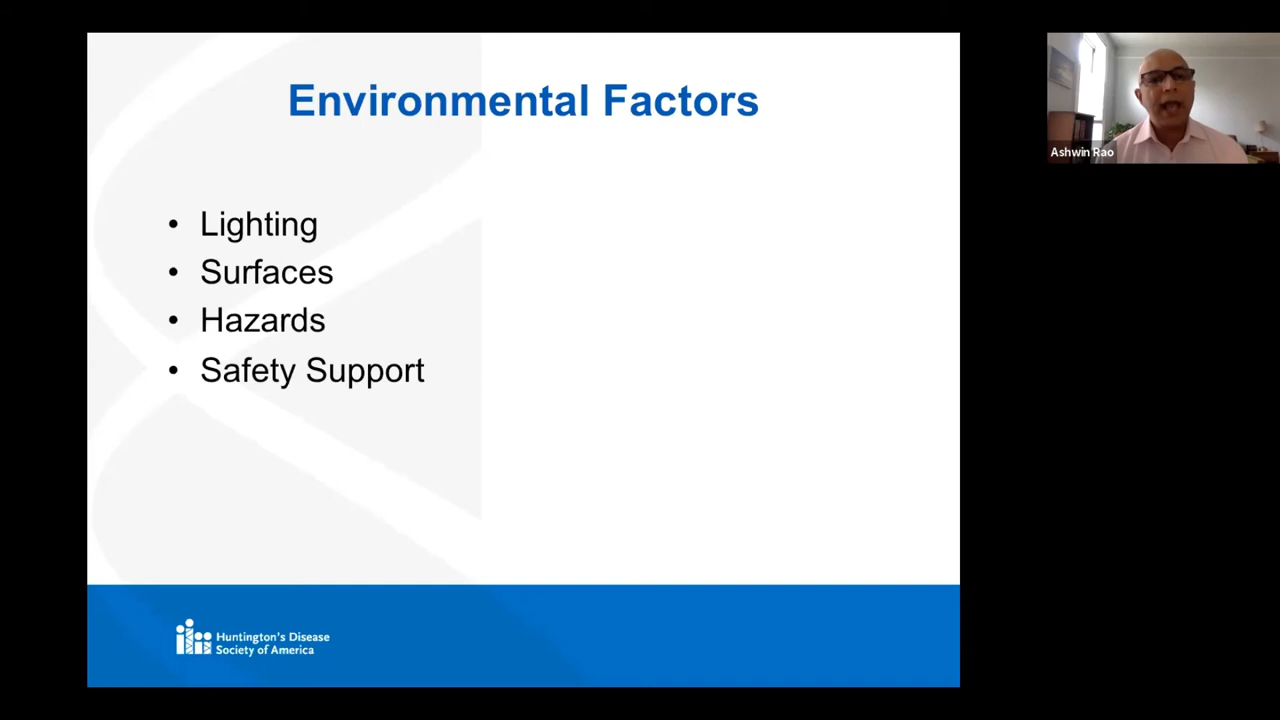 Environmental Factors
• Lighting
• Surfaces
• Hazards
• Safety Support
Huntington's Disease
Society of America
Ashwin Rao